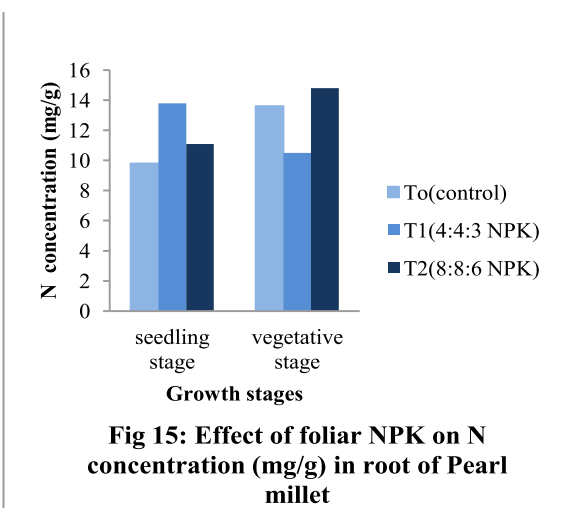 16
14
12
10
8
6
4
2
0
N concentration (mg/g)
seedling
stage
vegetative
stage
Growth stages
To(control)
T1(4:4:3 NPK)
T2(8:8:6 NPK)
Fig 15: Effect of foliar NPK on N
concentration (mg/g) in root of Pearl
millet